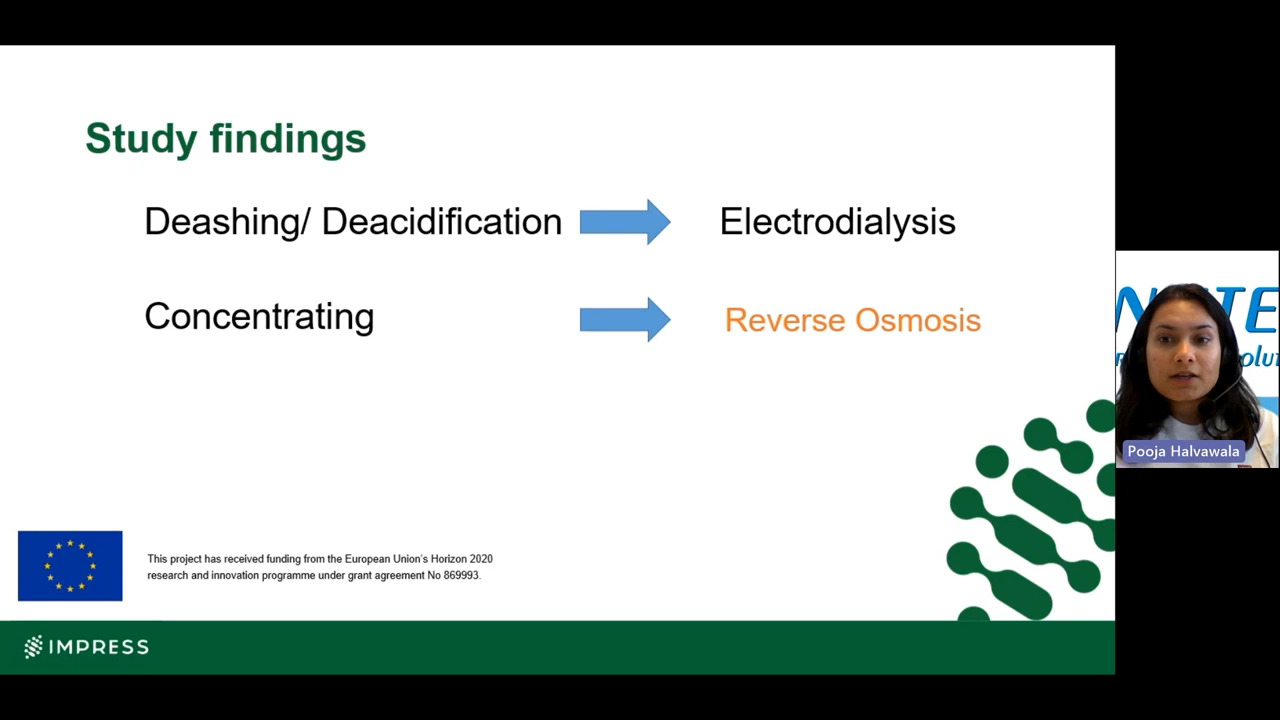 Study findings
Deashing/ Deacidification
Electrodialysis
Concentrating
Reverse Osmosis
This project has received funding from the European Union's Horizon 2020
research and innovation programme under grant agreement No 869993.
IMPRESS
Pooja Halvawala